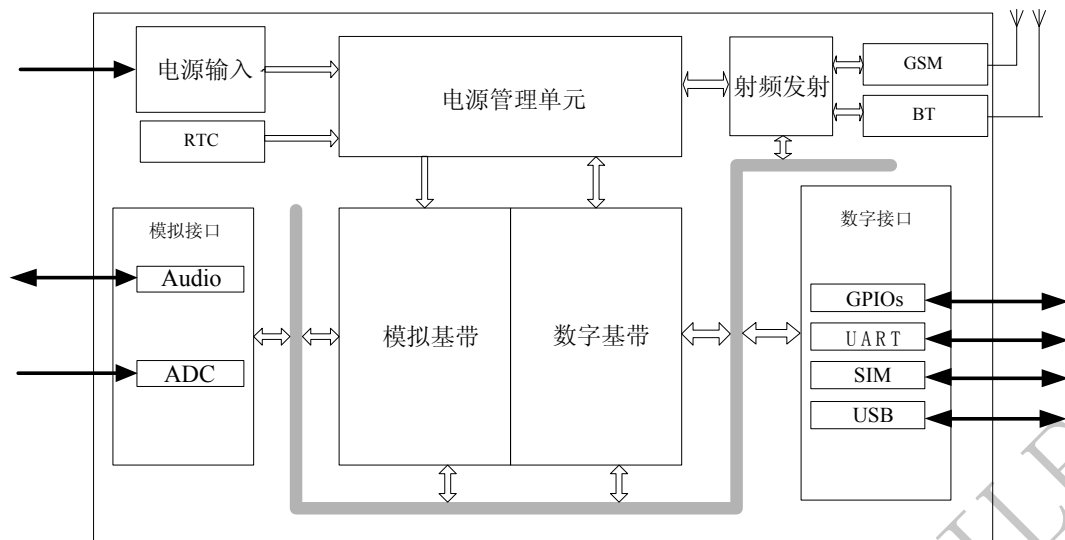 电源输入
电源管理单元
射频发射
GSM
BT
RTC
模拟接口
Audio
ADC
模拟基带
数字基带
数字接口
GPIOs
UART
SIM
USB